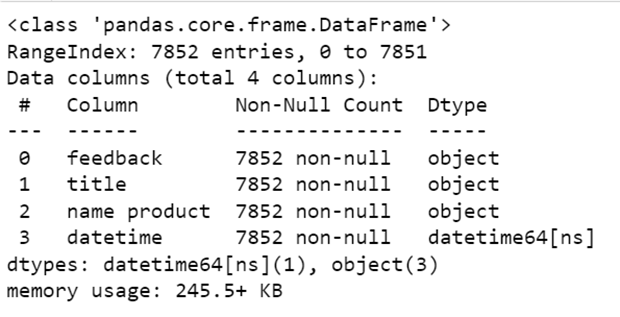 <class 'pandas.core.frame.DataFrame'>
RangeIndex: 7852 entries, 0 to 7851
Data columns (total 4 columns):
 #   Column        Non-Null Count  Dtype
---  ------        --------------  -----
 0   feedback      7852 non-null   object
 1   title         7852 non-null   object
 2   name product  7852 non-null   object
 3   datetime      7852 non-null   datetime64[ns]
dtypes: datetime64[ns](1), object(3)
memory usage: 245.5+ KB